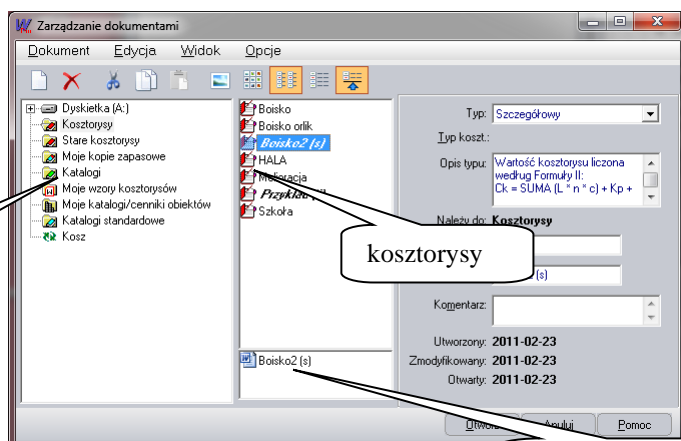 Zarządzanie dokumentami
Dokument Edycja Widok Opcje
Dyskietka (A:)
Kosztorysy
Stare kosztorysy
Moje kopie zapasowe
Katalogi
Moje wzory kosztorysów
Moje katalogi/cenniki obiektów
Katalogi standardowe
Kosz
Boisko
Boisko orlik
Boisko2 (s)
HALA
Szkoła
kosztorysy
Boisko2 (s)
Typ: Szczegółowy
Typ koszt.:
Opis typu: Wartość kosztorysu liczona
według Formuły II:
Ck = SUMA (L * n * c) + Kp +
Należy do: Kosztorysy
(s)
Komentarz:
Utworzony: 2011-02-23
Zmodyfikowany: 2011-02-23
Otwarty: 2011-02-23
Anuluj Pomoc